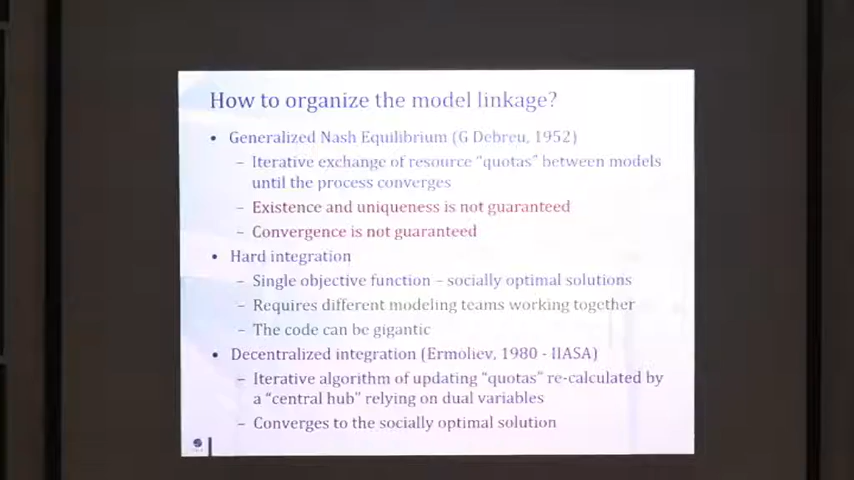 How to organize the model linkage?
• Generalized Nash Equilibrium (G Debreu, 1952)
– Iterative exchange of resource “quotas” between models
until the process converges
– Existence and uniqueness is not guaranteed
– Convergence is not guaranteed
• Hard integration
– Single objective function – socially optimal solutions
– Requires different modeling teams working together
– The code can be gigantic
• Decentralized integration (Ermoliev, 1980 - IIASA)
– Iterative algorithm of updating “quotas” re-calculated by
a “central hub” relying on dual variables
– Converges to the socially optimal solution